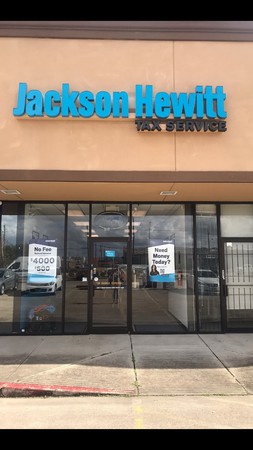 Jackson Hewitt
TAX SERVICE
No Fee
$4000
$500
Need
Money
Today?